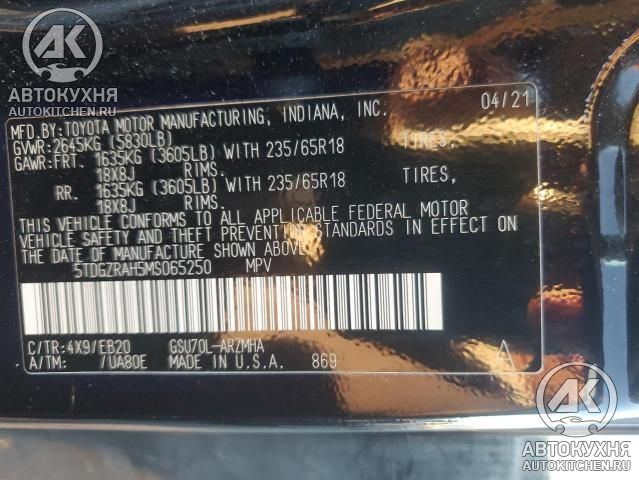 АК
АВТОКУХНЯ
AUTOKITCHEN.RU
MFD.BY:TOYOTA MOTOR MANUFACTURING, INDIANA, INC. 04/21
GVWR:2645KG (5830LB)
GAWR:FRT. 1635KG (3605LB) WITH 235/65R18 TIRES,
18X8J RIMS.
RR. 1635KG (3605LB) WITH 235/65R18 TIRES,
18X8J RIMS.
THIS VEHICLE CONFORMS TO ALL APPLICABLE FEDERAL MOTOR
VEHICLE SAFETY AND THEFT PREVENTION STANDARDS IN EFFECT ON
THE DATE OF MANUFACTURE SHOWN ABOVE.
5TDGZRAH5MS065250 MPV
C/TR:4X9/EB20 GSU70L-ARZMHA
A/TM: /UA80E MADE IN U.S.A. 869 A
АК
АВТОКУХНЯ
AUTOKITCHEN.RU